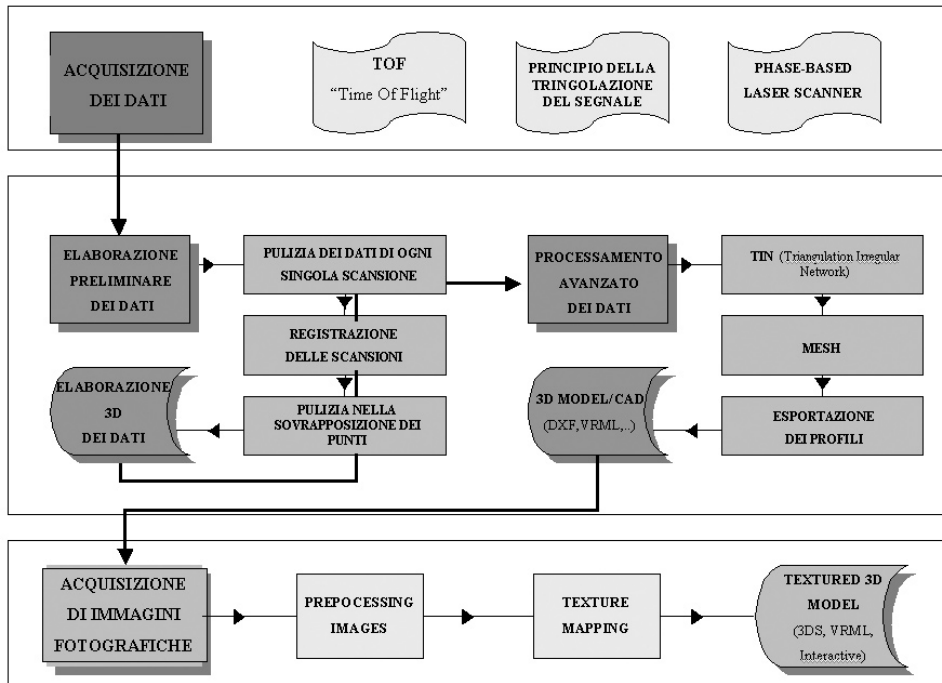 ACQUISIZIONE
DEI DATI
TOF
“Time Of Flight”
PRINCIPIO DELLA
TRINGOLAZIONE
DEL SEGNALE
PHASE-BASED
LASER SCANNER
ELABORAZIONE
PRELIMINARE
DEI DATI
PULIZIA DEI DATI DI OGNI
SINGOLA SCANSIONE
REGISTRAZIONE
DELLE SCANSIONI
PULIZIA NELLA
SOVRAPPOSIZIONE DEI
PUNTI
ELABORAZIONE
3D
DEI DATI
PROCESSAMENTO
AVANZATO
DEI DATI
TIN (Triangulation Irregular
Network)
MESH
ESPORTAZIONE
DEI PROFILI
3D MODEL/CAD
(DXF,VRML,..)
ACQUISIZIONE
DI IMMAGINI
FOTOGRAFICHE
PREPOCESSING
IMAGES
TEXTURE
MAPPING
TEXTURED 3D
MODEL
(3DS, VRML,
Interactive)